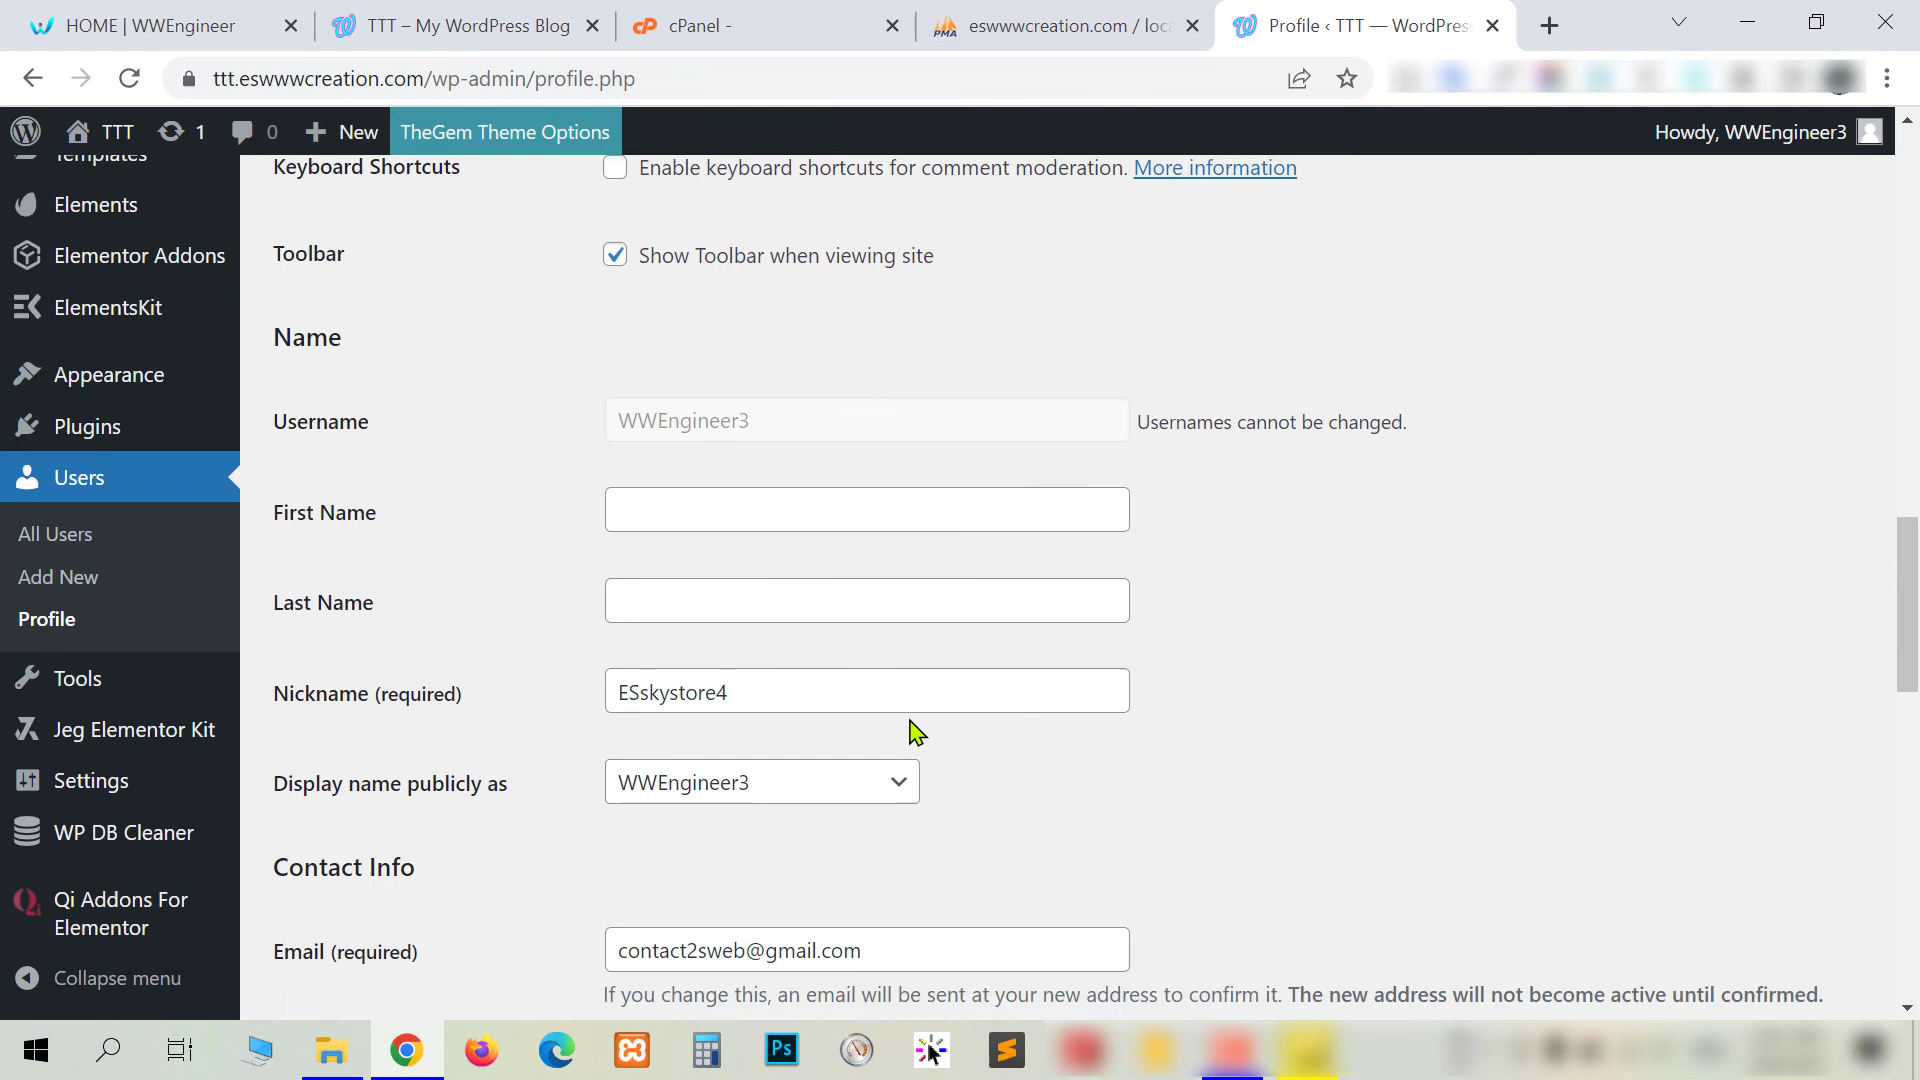 HOME | WWEngineer
TTT – My WordPress Blog
cPanel -
eswwwcreation.com / loc
Profile ‹ TTT — WordPres
ttt.eswwwcreation.com/wp-admin/profile.php
TTT
1
0
New
TheGem Theme Options
Howdy, WWEngineer3
Templates
Elements
Elementor Addons
ElementsKit
Appearance
Plugins
Users
All Users
Add New
Profile
Tools
Jeg Elementor Kit
Settings
WP DB Cleaner
Qi Addons For
Elementor
Collapse menu
Keyboard Shortcuts
Enable keyboard shortcuts for comment moderation. More information
Toolbar
Show Toolbar when viewing site
Name
Username
WWEngineer3
Usernames cannot be changed.
First Name
Last Name
Nickname (required)
ESskystore4
Display name publicly as
WWEngineer3
Contact Info
Email (required)
contact2sweb@gmail.com
If you change this, an email will be sent at your new address to confirm it. The new address will not become active until confirmed.